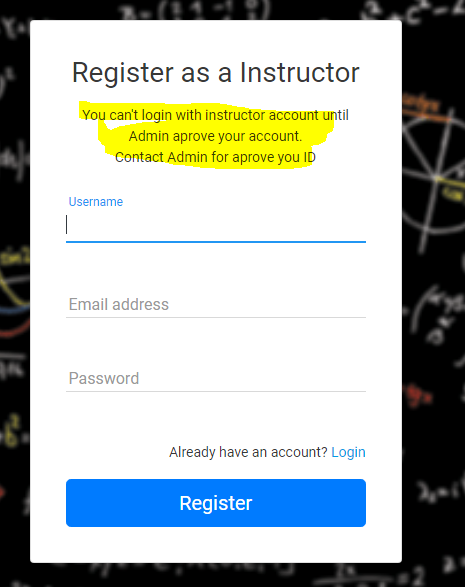 Register as a Instructor
You can't login with instructor account until
Admin aprove your account.
Contact Admin for aprove you ID
Username
Email address
Password
Already have an account? Login
Register